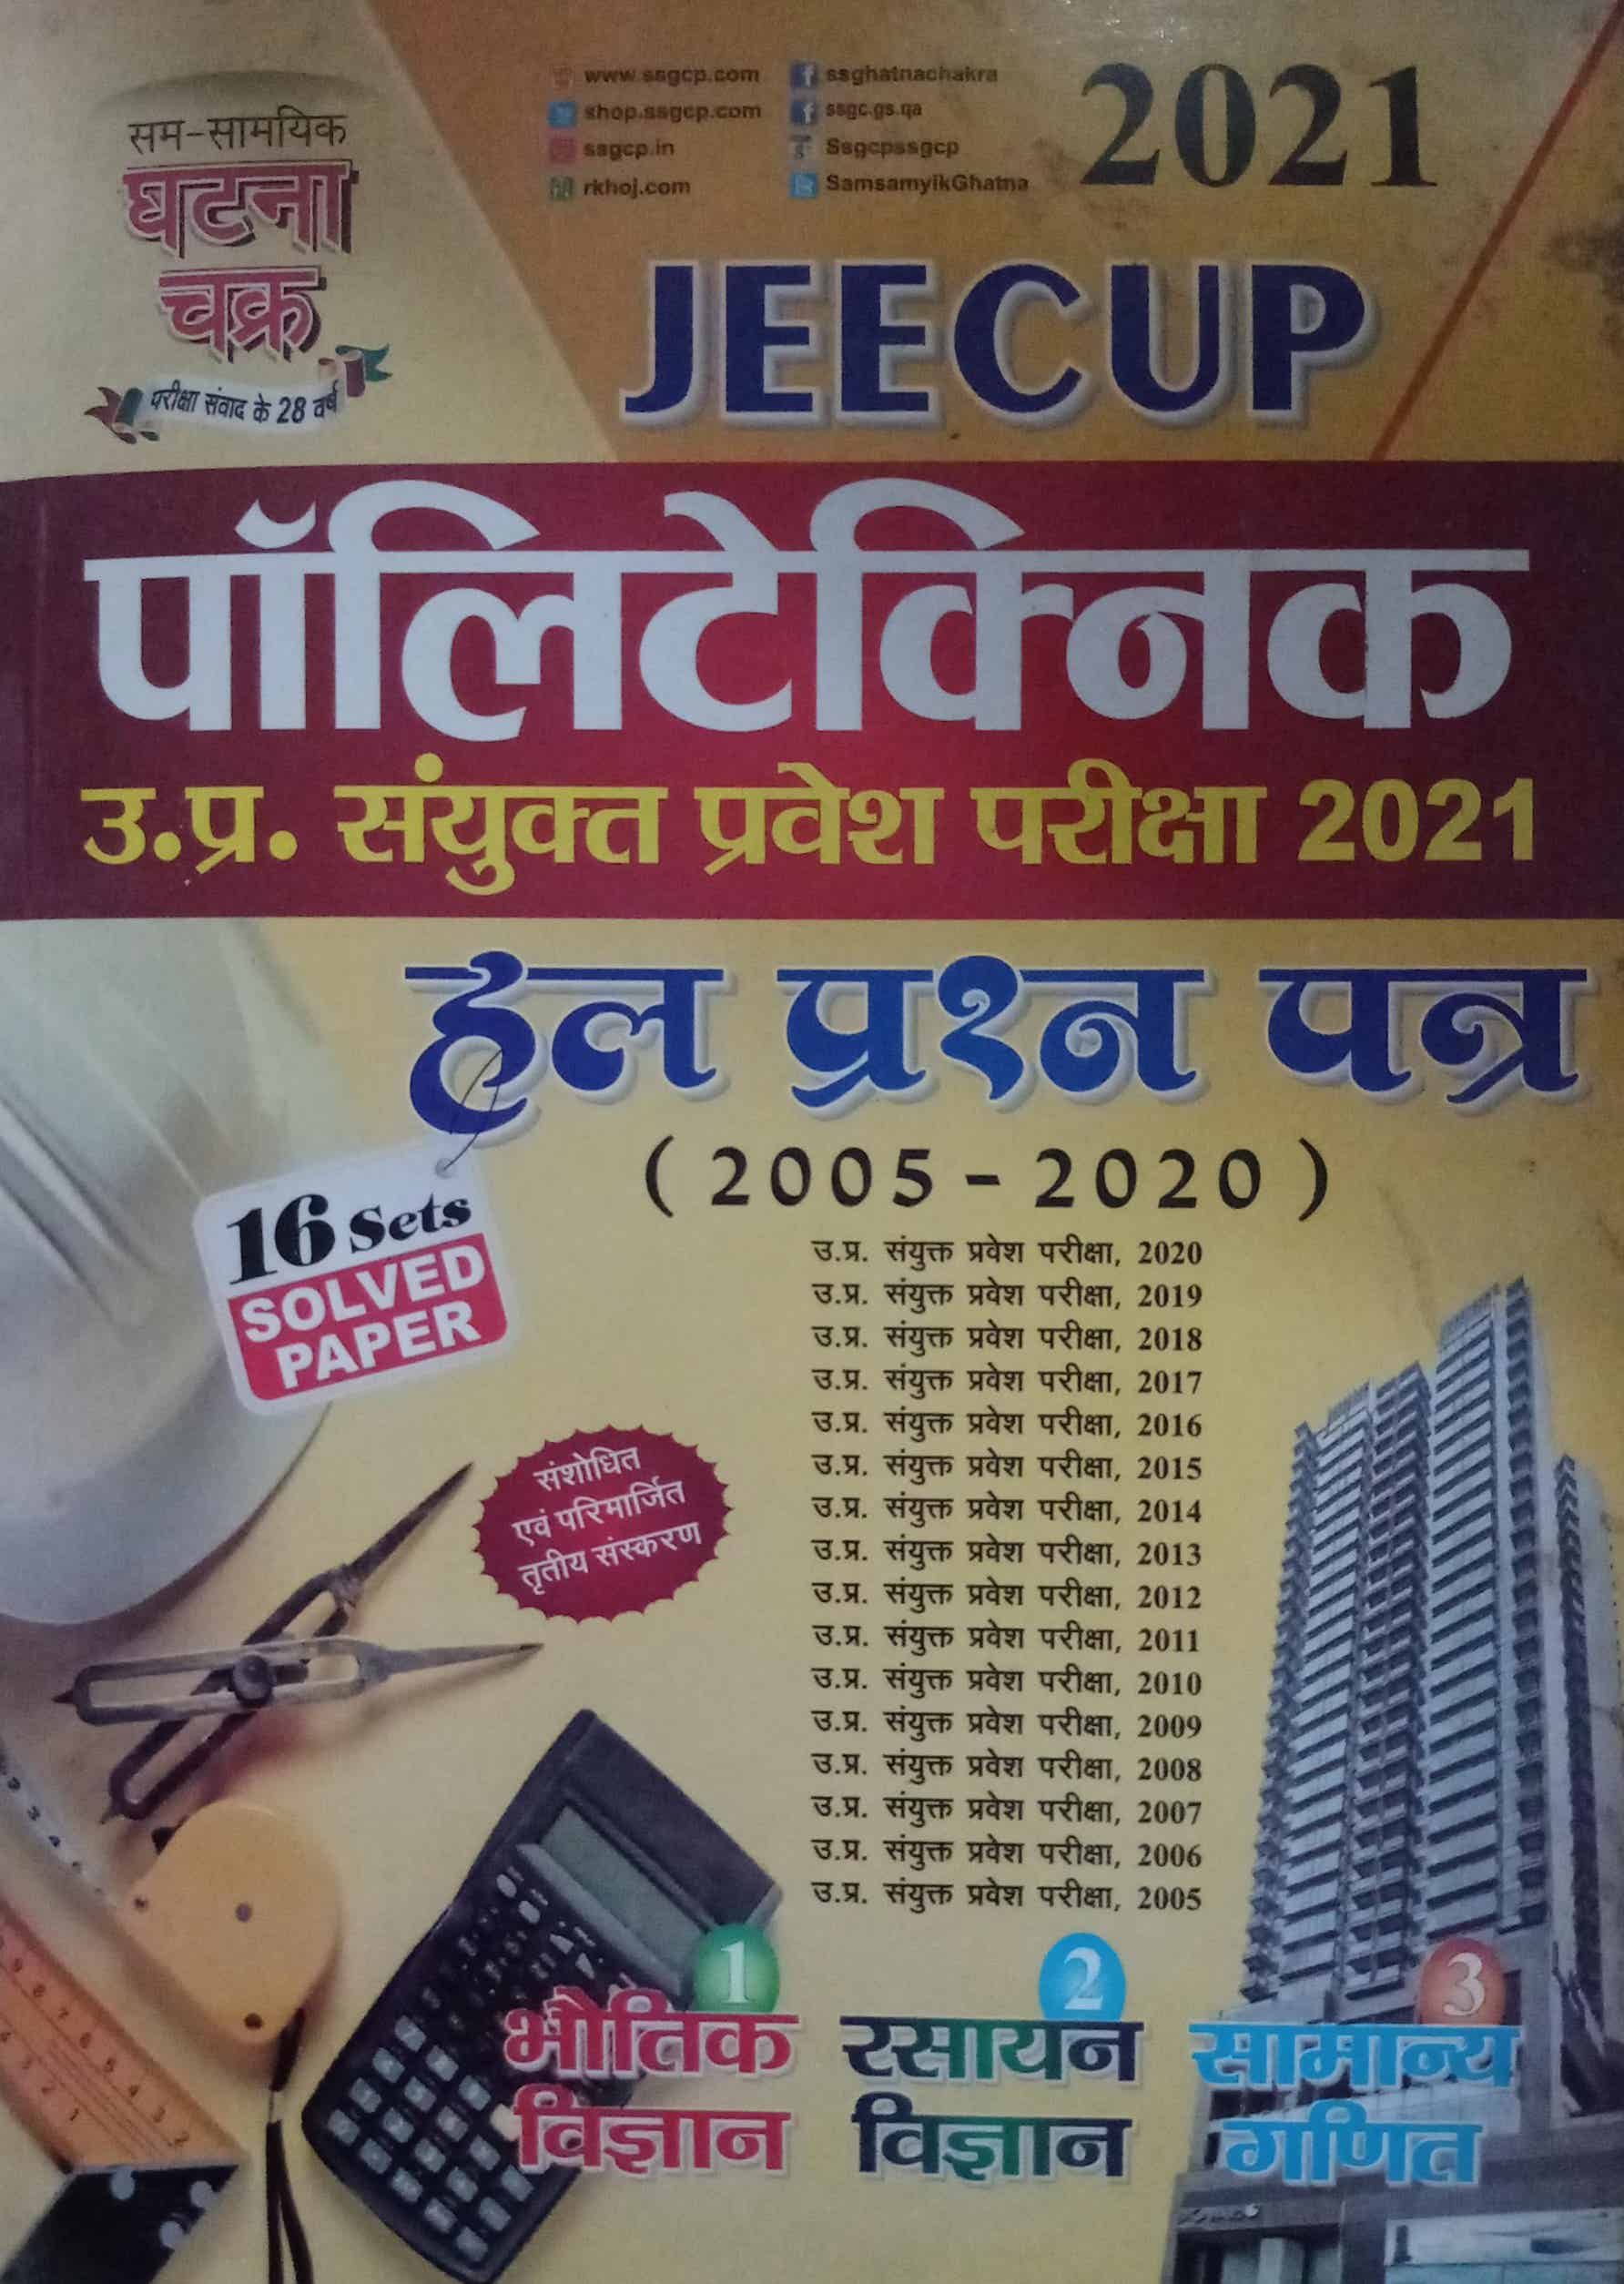 सम-सामयिक
घटना
चक्र
परीक्षा संवाद के 28 वर्ष
www.ssgcp.com
shop.ssgcp.com
ssgcp.in
rkhoj.com
ssghatnachakra
ssgc.gs.qa
Ssgcpssgcp
SamsamyikGhatna
2021
JEECUP
पॉलिटेक्निक
उ.प्र. संयुक्त प्रवेश परीक्षा 2021
हल प्रश्न पत्र
(2005-2020)
16 Sets
SOLVED
PAPER
संशोधित
एवं परिमार्जित
तृतीय संस्करण
उ.प्र. संयुक्त प्रवेश परीक्षा, 2020
उ.प्र. संयुक्त प्रवेश परीक्षा, 2019
उ.प्र. संयुक्त प्रवेश परीक्षा, 2018
उ.प्र. संयुक्त प्रवेश परीक्षा, 2017
उ.प्र. संयुक्त प्रवेश परीक्षा, 2016
उ.प्र. संयुक्त प्रवेश परीक्षा, 2015
उ.प्र. संयुक्त प्रवेश परीक्षा, 2014
उ.प्र. संयुक्त प्रवेश परीक्षा, 2013
उ.प्र. संयुक्त प्रवेश परीक्षा, 2012
उ.प्र. संयुक्त प्रवेश परीक्षा, 2011
उ.प्र. संयुक्त प्रवेश परीक्षा, 2010
उ.प्र. संयुक्त प्रवेश परीक्षा, 2009
उ.प्र. संयुक्त प्रवेश परीक्षा, 2008
उ.प्र. संयुक्त प्रवेश परीक्षा, 2007
उ.प्र. संयुक्त प्रवेश परीक्षा, 2006
उ.प्र. संयुक्त प्रवेश परीक्षा, 2005
1
भौतिक
विज्ञान
2
रसायन
विज्ञान
3
सामान्य
गणित